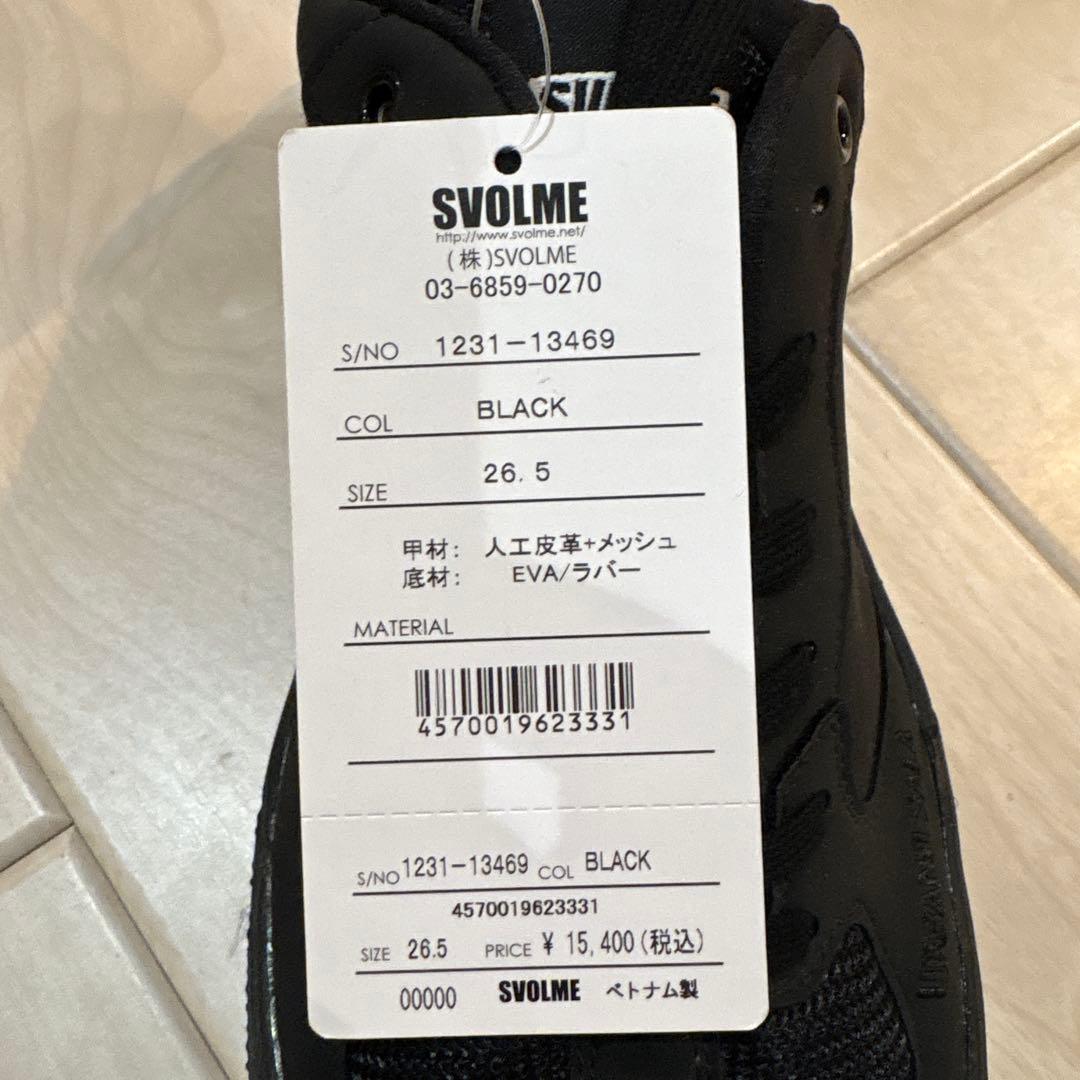 SVOLME
http://www.svolme.net/
(株)SVOLME
03-6859-0270
S/NO 1231-13469
COL BLACK
SIZE 26.5
甲材: 人工皮革+メッシュ
底材: EVA/ラバー
MATERIAL
4570019623331
S/NO 1231-13469 COL BLACK
4570019623331
SIZE 26.5 PRICE ¥ 15,400(税込)
00000 SVOLME ベトナム製